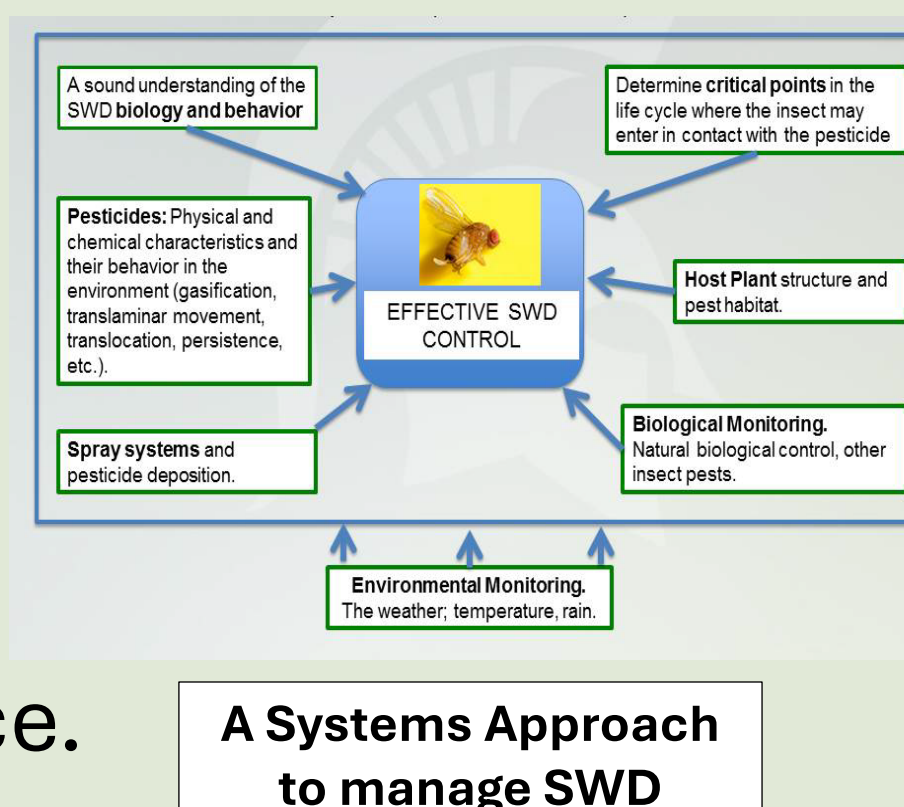 A sound understanding of the
SWD biology and behavior
Determine critical points in the
life cycle where the insect may
enter in contact with the pesticide
Pesticides: Physical and
chemical characteristics and
their behavior in the
environment (gasification,
translaminar movement,
translocation, persistence,
etc.).
EFFECTIVE SWD
CONTROL
Host Plant structure and
pest habitat.
Spray systems and
pesticide deposition.
Biological Monitoring.
Natural biological control, other
insect pests.
Environmental Monitoring.
The weather; temperature, rain.
A Systems Approach
to manage SWD